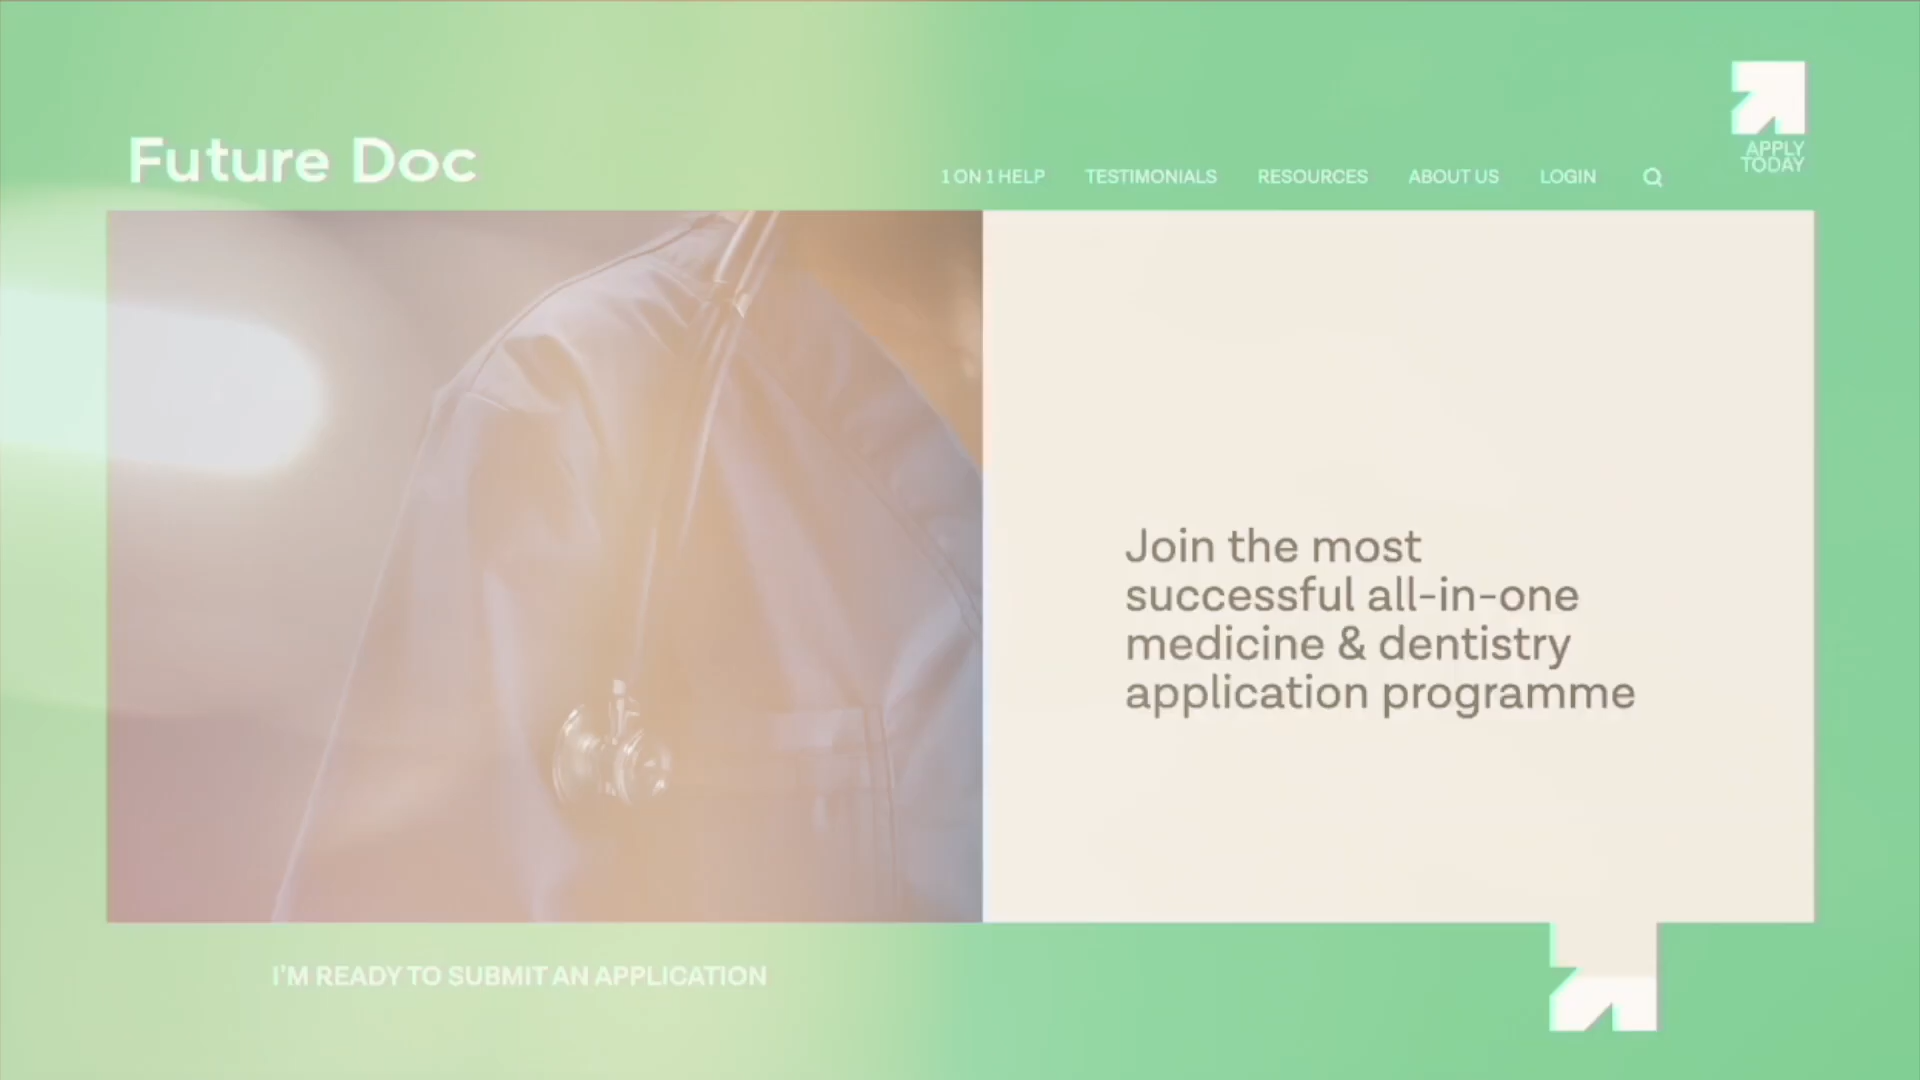 Future Doc
1 ON 1 HELP TESTIMONIALS RESOURCES ABOUT US LOGIN
APPLY
TODAY
Join the most
successful all-in-one
medicine & dentistry
application programme
I'M READY TO SUBMIT AN APPLICATION